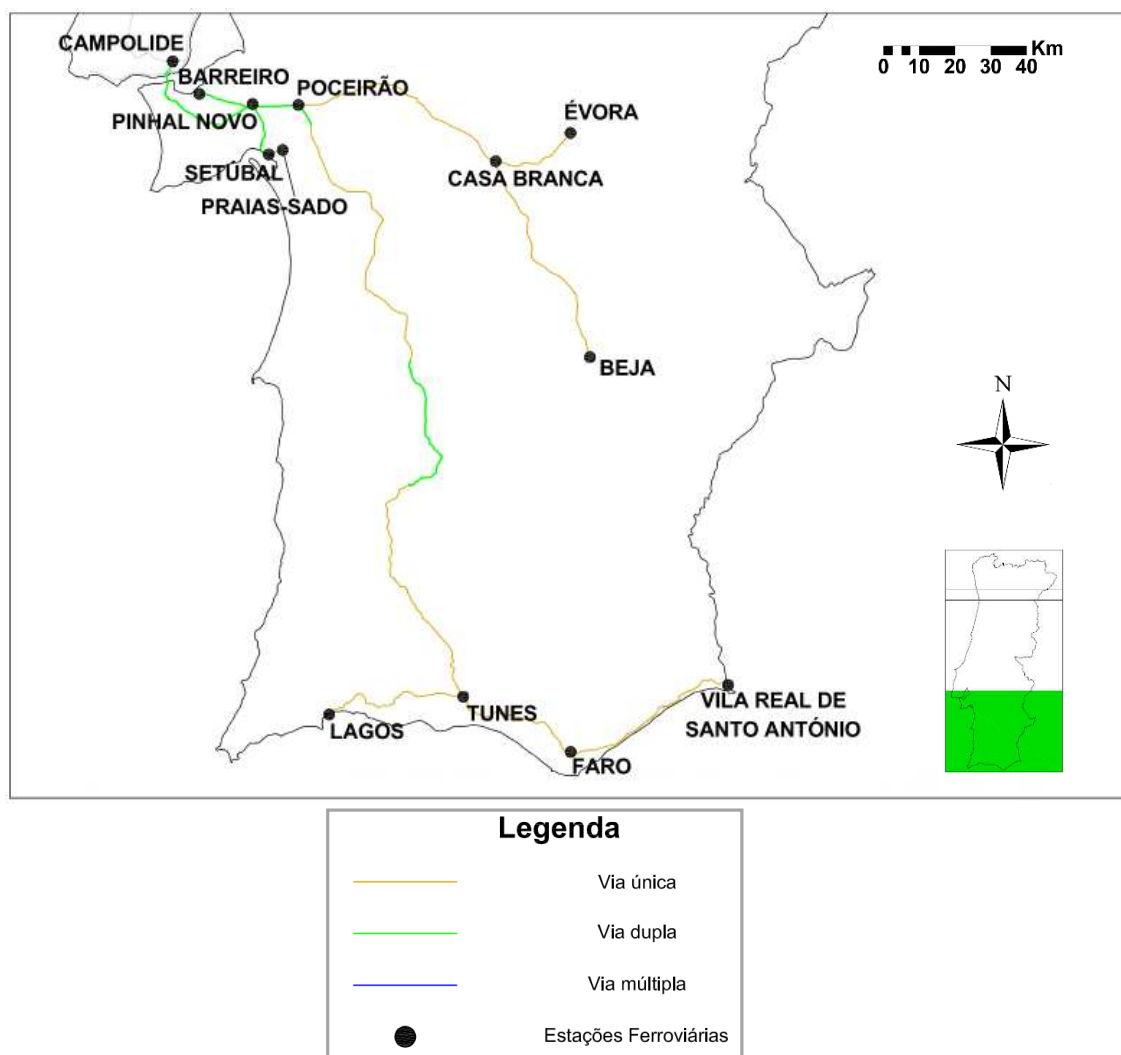 CAMPOLIDE
BARREIRO
POCEIRÃO
PINHAL NOVO
ÉVORA
SETÚBAL
CASA BRANCA
PRAIAS-SADO
BEJA
Km
0 10 20 30 40
N
TUNES
LAGOS
VILA REAL DE
SANTO ANTÓNIO
FARO
Legenda
Via única
Via dupla
Via múltipla
Estações Ferroviárias